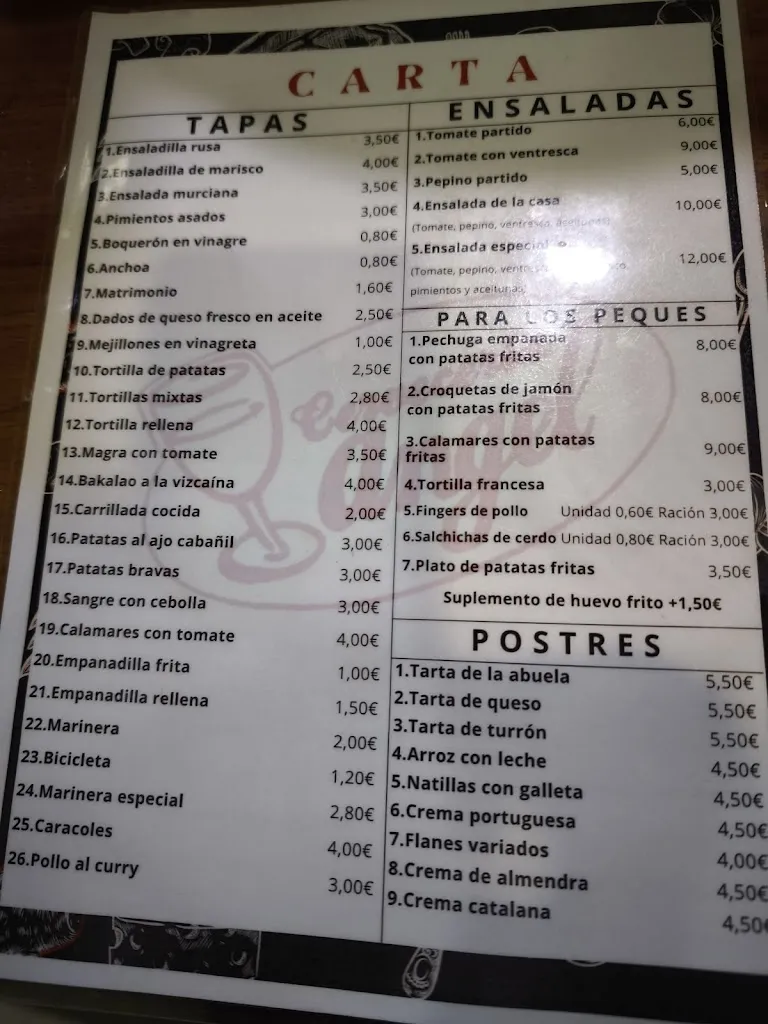 CARTA
TAPAS
1.Ensaladilla rusa 3,50€
2.Ensaladilla de marisco 4,00€
3.Ensalada murciana 3,50€
4.Pimientos asados 3,00€
5.Boquerón en vinagre 0,80€
6.Anchoa 0,80€
7.Matrimonio 1,60€
8.Dados de queso fresco en aceite 2,50€
9.Mejillones en vinagreta 1,00€
10.Tortilla de patatas 2,50€
11.Tortillas mixtas 2,80€
12.Tortilla rellena 4,00€
13.Magra con tomate 3,50€
14.Bakalao a la vizcaína 4,00€
15.Carrillada cocida 2,00€
16.Patatas al ajo cabañil 3,00€
17.Patatas bravas 3,00€
18.Sangre con cebolla 3,00€
19.Calamares con tomate 4,00€
20.Empanadilla frita 1,00€
21.Empanadilla rellena 1,50€
22.Marinera 2,00€
23.Bicicleta 1,20€
24.Marinera especial 2,80€
25.Caracoles 4,00€
26.Pollo al curry 3,00€
ENSALADAS
1.Tomate partido 6,00€
2.Tomate con ventresca 9,00€
3.Pepino partido 5,00€
4.Ensalada de la casa 10,00€
(Tomate, pepino, ventresca, aceitunas)
5.Ensalada especial 12,00€
(Tomate, pepino,
pimientos y aceitunas)
PARA LOS PEQUES
1.Pechuga empanada 8,00€
con patatas fritas
2.Croquetas de jamón 8,00€
con patatas fritas
3.Calamares con patatas 9,00€
fritas
4.Tortilla francesa 3,00€
5.Fingers de pollo Unidad 0,60€ Ración 3,00€
6.Salchichas de cerdo Unidad 0,80€ Ración 3,00€
7.Plato de patatas fritas 3,50€
Suplemento de huevo frito +1,50€
POSTRES
1.Tarta de la abuela 5,50€
2.Tarta de queso 5,50€
3.Tarta de turrón 5,50€
4.Arroz con leche 4,50€
5.Natillas con galleta 4,50€
6.Crema portuguesa 4,50€
7.Flanes variados 4,00€
8.Crema de almendra 4,50€
9.Crema catalana 4,50€
angel